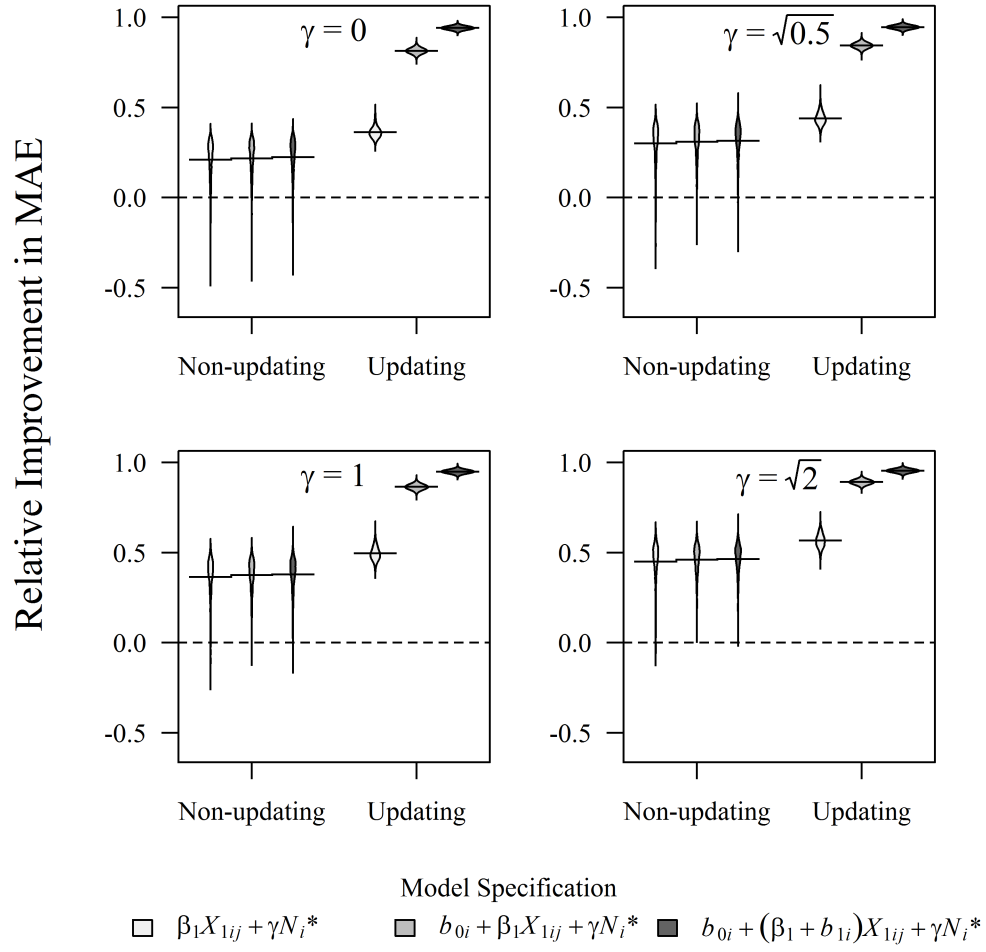 Relative Improvement in MAE
1.0
0.5
0.0
-0.5
γ = 0
Non-updating Updating
1.0
0.5
0.0
-0.5
γ = √0.5
Non-updating Updating
1.0
0.5
0.0
-0.5
γ = 1
Non-updating Updating
1.0
0.5
0.0
-0.5
γ = √2
Non-updating Updating
Model Specification
β₁X₁ᵢⱼ + γNᵢ* b₀ᵢ + β₁X₁ᵢⱼ + γNᵢ* b₀ᵢ + (β₁ + b₁ᵢ)X₁ᵢⱼ + γNᵢ*